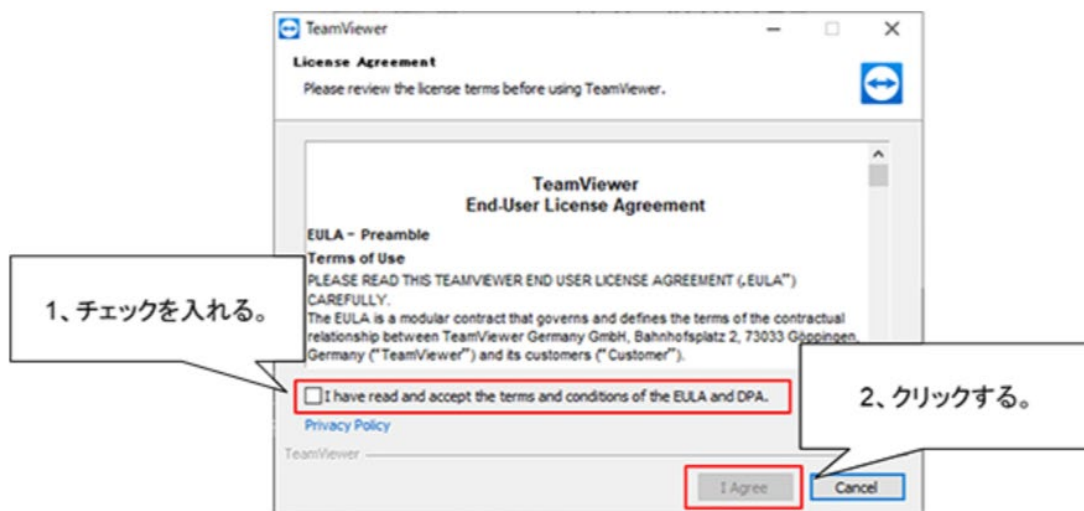 TeamViewer
License Agreement
Please review the license terms before using TeamViewer.
TeamViewer
End-User License Agreement
EULA - Preamble
Terms of Use
PLEASE READ THIS TEAMVIEWER END USER LICENSE AGREEMENT („EULA”)
CAREFULLY.
The EULA is a modular contract that governs and defines the terms of the contractual
relationship between TeamViewer Germany GmbH, Bahnhofsplatz 2, 73033 Göppingen,
Germany (“TeamViewer”) and its customers (“Customer”).
1、チェックを入れる。
I have read and accept the terms and conditions of the EULA and DPA.
2、クリックする。
Privacy Policy
TeamViewer
I Agree
Cancel